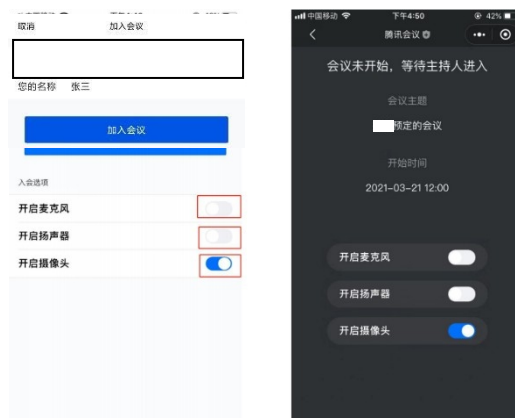 取消 加入会议
您的名称 张三
加入会议
入会选项
开启麦克风
开启扬声器
开启摄像头
中国移动 下午4:50 42%
腾讯会议
会议未开始，等待主持人进入
会议主题
预定的会议
开始时间
2021-03-21 12:00
开启麦克风
开启扬声器
开启摄像头